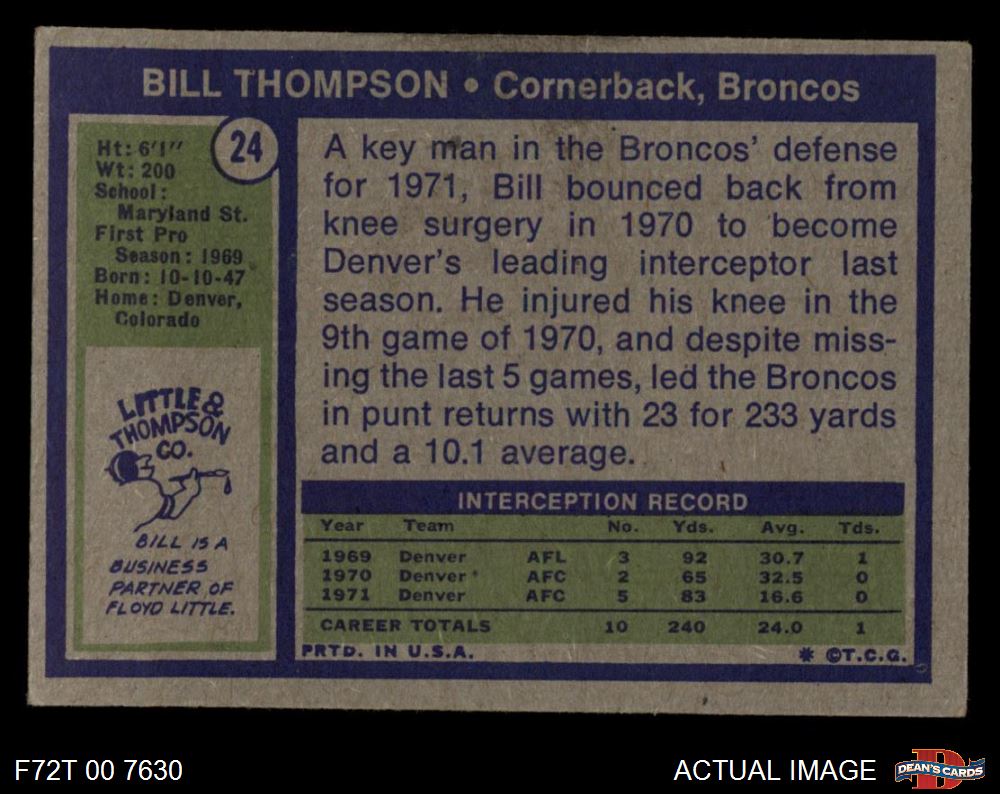 BILL THOMPSON • Cornerback, Broncos
24
Ht: 6'1"
Wt: 200
School:
Maryland St.
First Pro
Season: 1969
Born: 10-10-47
Home: Denver,
Colorado
LITTLE &
THOMPSON
CO.
BILL IS A
BUSINESS
PARTNER OF
FLOYD LITTLE.
A key man in the Broncos' defense
for 1971, Bill bounced back from
knee surgery in 1970 to become
Denver's leading interceptor last
season. He injured his knee in the
9th game of 1970, and despite miss-
ing the last 5 games, led the Broncos
in punt returns with 23 for 233 yards
and a 10.1 average.
INTERCEPTION RECORD
Year Team No. Yds. Avg. Tds.
1969 Denver AFL 3 92 30.7 1
1970 Denver AFC 2 65 32.5 0
1971 Denver AFC 5 83 16.6 0
CAREER TOTALS 10 240 24.0 1
PRTD. IN U.S.A. * ©T.C.G.
F72T 00 7630
ACTUAL IMAGE
D
DEAN'S CARDS